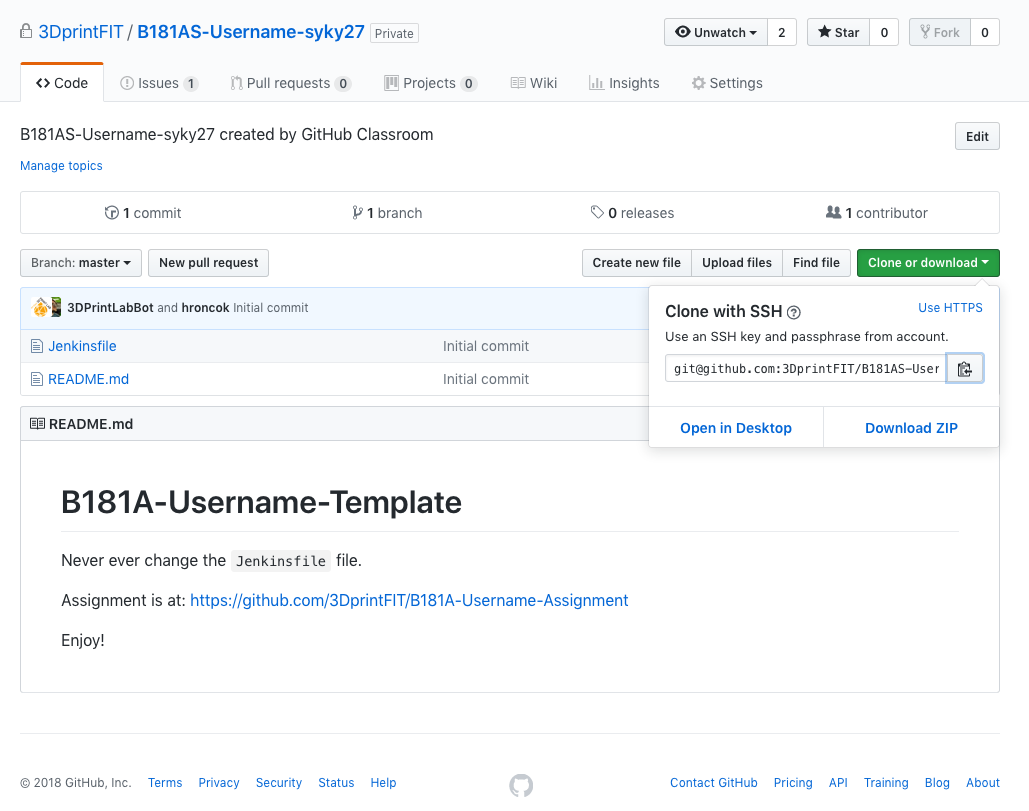 3DprintFIT / B181AS-Username-syky27 Private
Unwatch 2 Star 0 Fork 0
Code Issues 1 Pull requests 0 Projects 0 Wiki Insights Settings
B181AS-Username-syky27 created by GitHub Classroom
Edit
Manage topics
1 commit 1 branch 0 releases 1 contributor
Branch: master New pull request Create new file Upload files Find file Clone or download
3DPrintLabBot and hroncok Initial commit
Jenkinsfile Initial commit
README.md Initial commit
Clone with SSH ? Use HTTPS
Use an SSH key and passphrase from account.
git@github.com:3DprintFIT/B181AS-User
Open in Desktop Download ZIP
README.md
B181A-Username-Template
Never ever change the Jenkinsfile file.
Assignment is at: https://github.com/3DprintFIT/B181A-Username-Assignment
Enjoy!
© 2018 GitHub, Inc. Terms Privacy Security Status Help Contact GitHub Pricing API Training Blog About